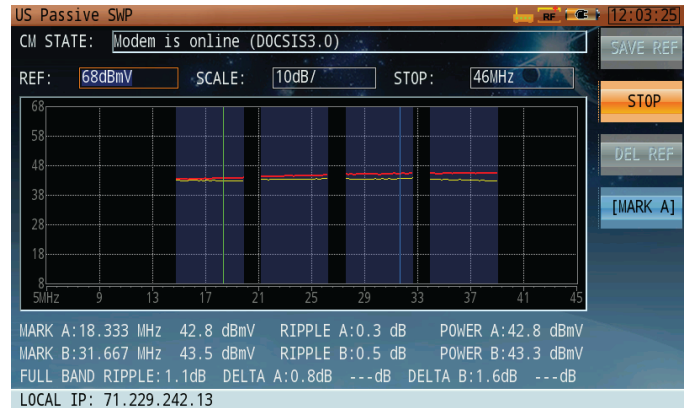 US Passive SWP RF [12:03:25]
CM STATE: Modem is online (DOCSIS3.0) SAVE REF
REF: 68dBmV SCALE: 10dB/ STOP: 46MHz
STOP
DEL REF
[MARK A]
68
58
48
38
28
18
8
5MHz 9 13 17 21 25 29 33 37 41 45
MARK A:18.333 MHz 42.8 dBmV RIPPLE A:0.3 dB POWER A:42.8 dBmV
MARK B:31.667 MHz 43.5 dBmV RIPPLE B:0.5 dB POWER B:43.3 dBmV
FULL BAND RIPPLE:1.1dB DELTA A:0.8dB ---dB DELTA B:1.6dB ---dB
LOCAL IP: 71.229.242.13